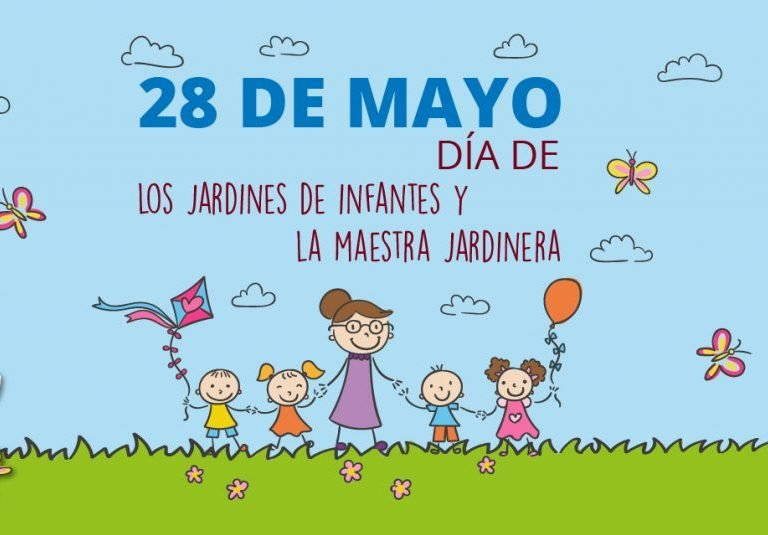 28 DE MAYO
DÍA DE
LOS JARDINES DE INFANTES Y
LA MAESTRA JARDINERA